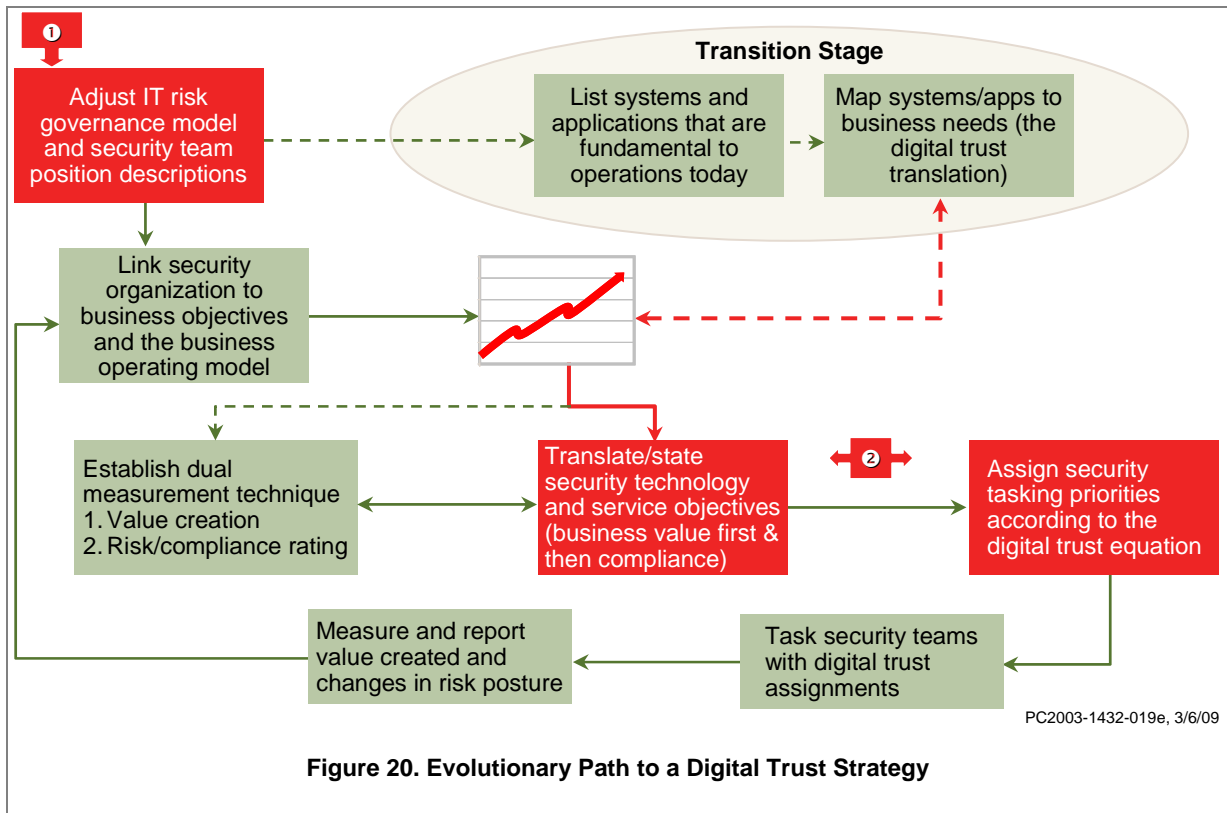 1
Transition Stage
Adjust IT risk
governance model
and security team
position descriptions
List systems and
applications that are
fundamental to
operations today
Map systems/apps to
business needs (the
digital trust
translation)
Link security
organization to
business objectives
and the business
operating model
Establish dual
measurement technique
1. Value creation
2. Risk/compliance rating
Translate/state
security technology
and service objectives
(business value first &
then compliance)
2
Assign security
tasking priorities
according to the
digital trust equation
Measure and report
value created and
changes in risk posture
Task security teams
with digital trust
assignments
PC2003-1432-019e, 3/6/09
Figure 20. Evolutionary Path to a Digital Trust Strategy